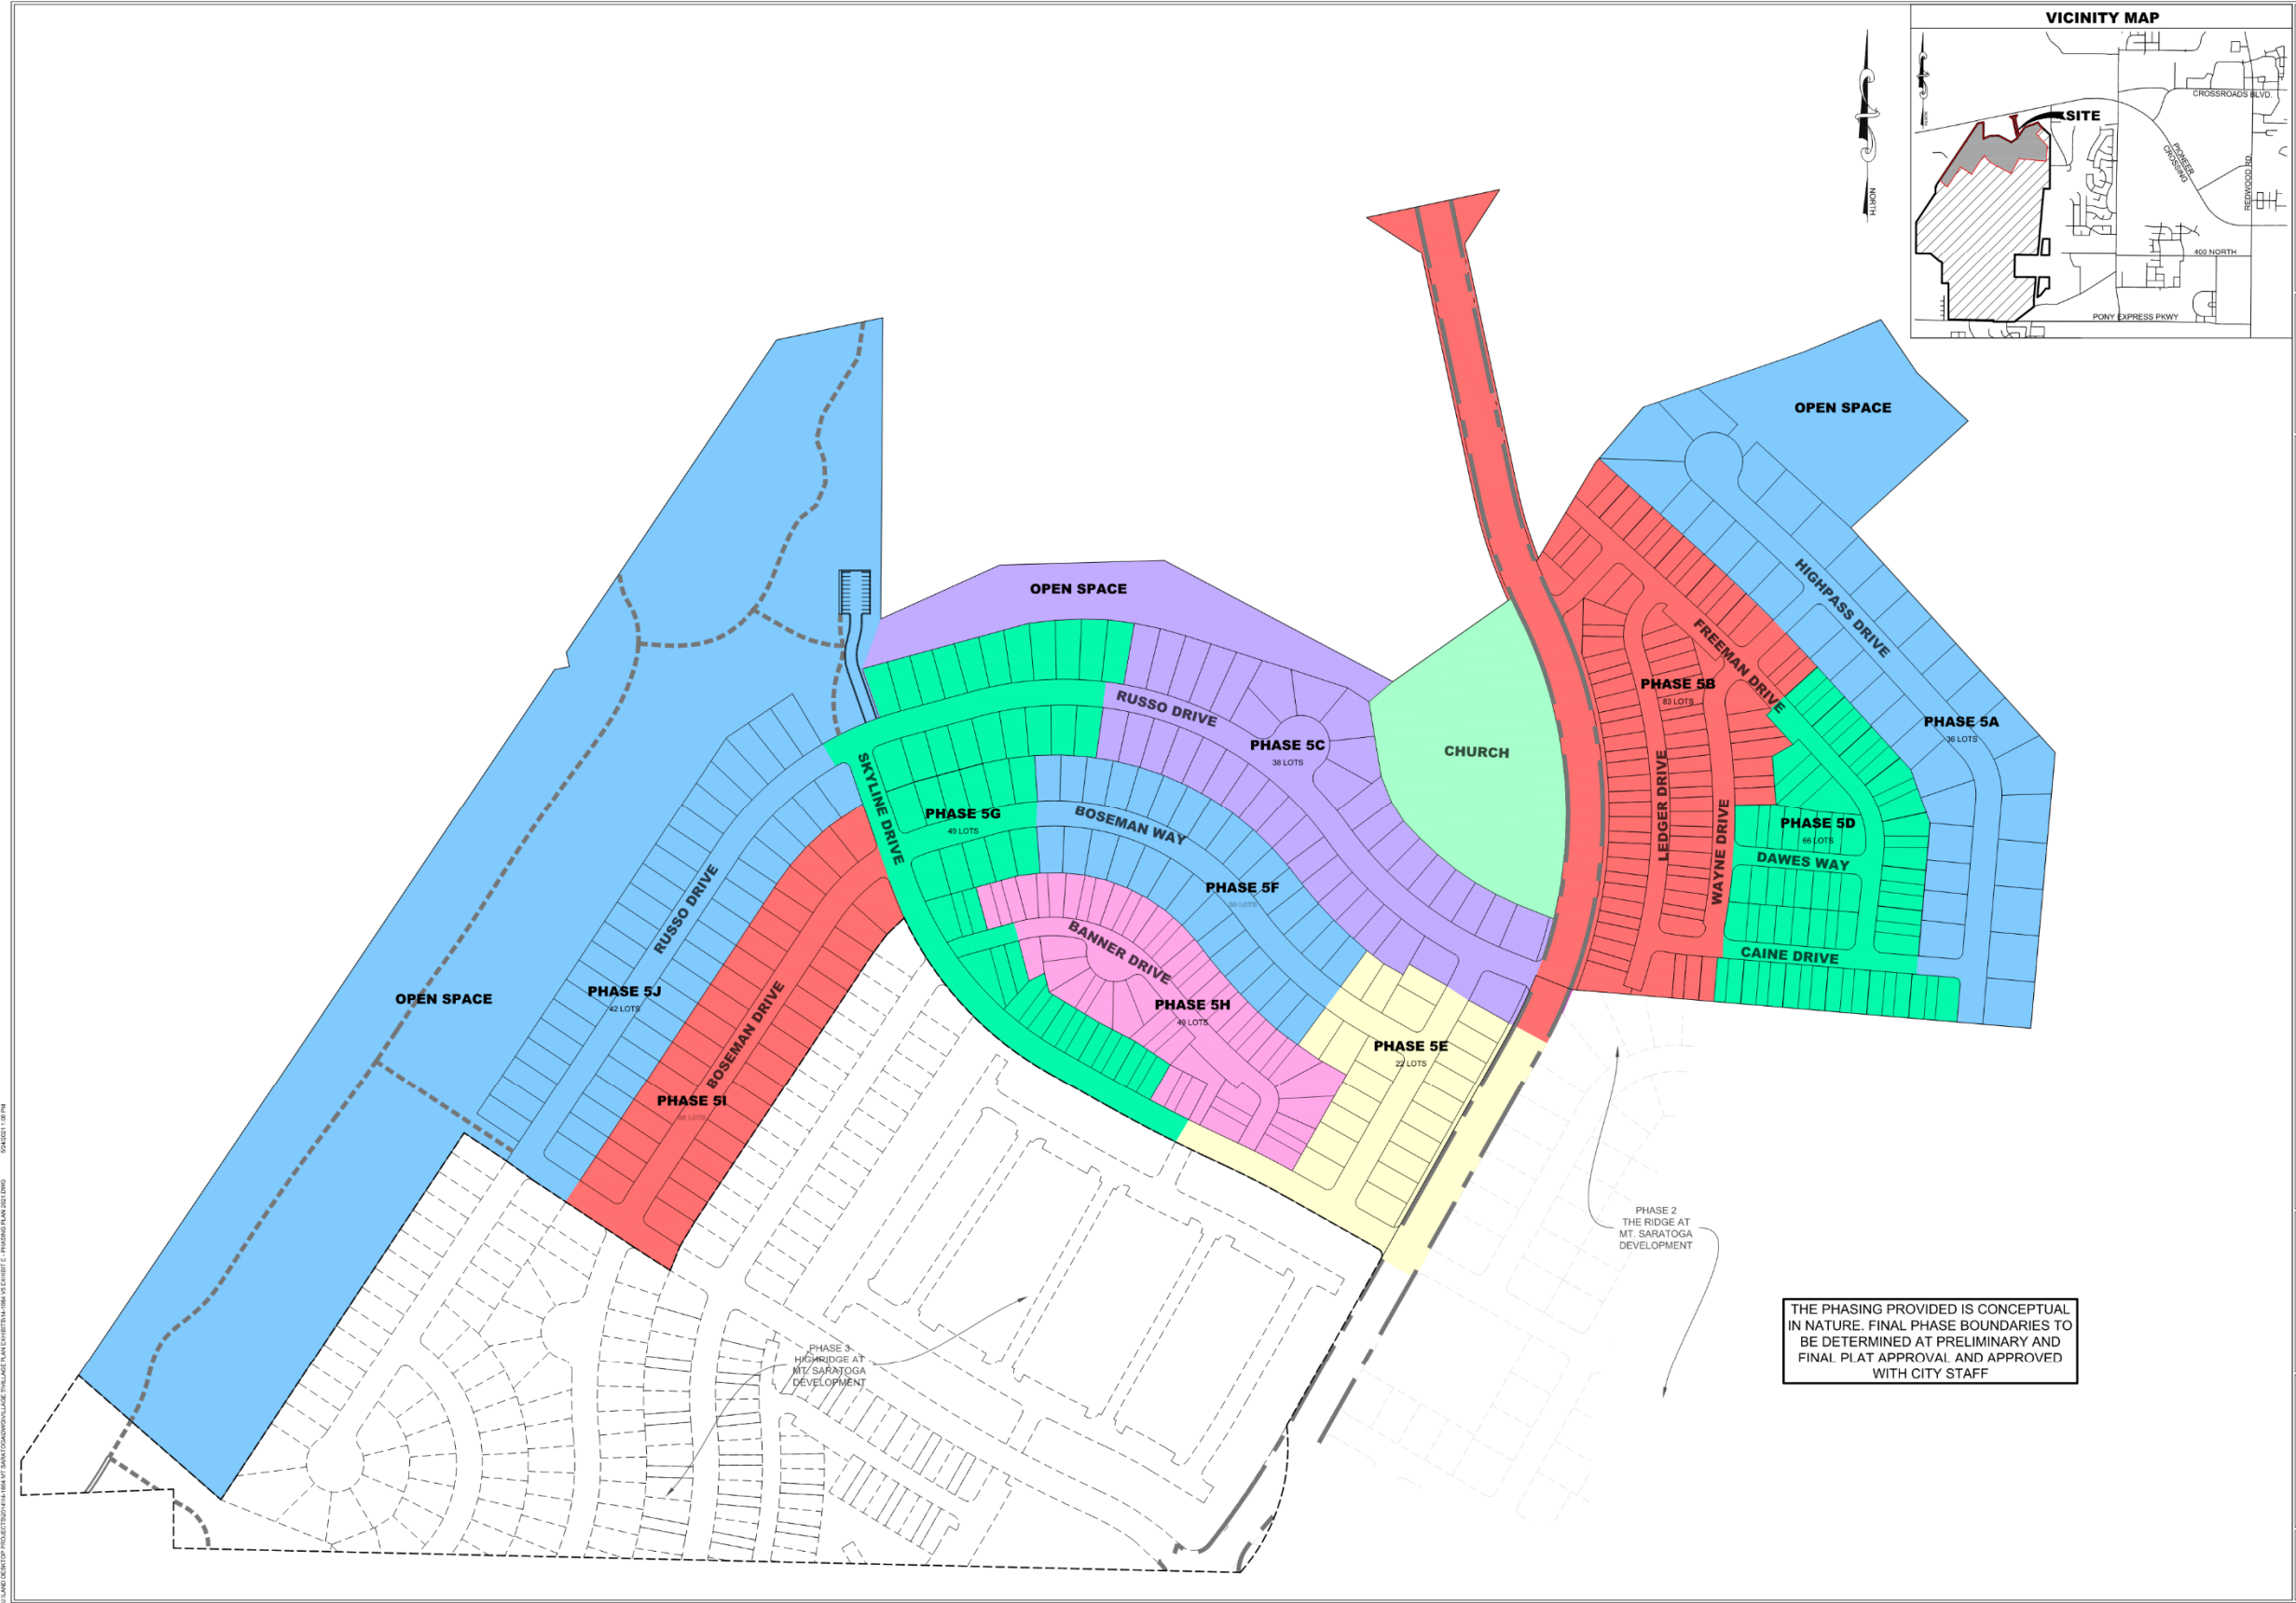 VICINITY MAP
NORTH
CROSSROADS BLVD.
SITE
PIONEER
CROSSING
REDWOOD RD.
400 NORTH
PONY EXPRESS PKWY
NORTH
OPEN SPACE
HIGHPASS DRIVE
PHASE 5A
36 LOTS
FREEMAN DRIVE
PHASE 5B
83 LOTS
LEDGER DRIVE
WAYNE DRIVE
PHASE 5D
66 LOTS
DAWES WAY
CAINE DRIVE
CHURCH
OPEN SPACE
RUSSO DRIVE
PHASE 5C
38 LOTS
SKYLINE DRIVE
PHASE 5G
49 LOTS
BOSEMAN WAY
PHASE 5F
BANNER DRIVE
PHASE 5H
49 LOTS
PHASE 5E
22 LOTS
OPEN SPACE
RUSSO DRIVE
PHASE 5J
42 LOTS
BOSEMAN DRIVE
PHASE 5I
PHASE 2
THE RIDGE AT
MT. SARATOGA
DEVELOPMENT
PHASE 3
HIGHRIDGE AT
MT. SARATOGA
DEVELOPMENT
THE PHASING PROVIDED IS CONCEPTUAL
IN NATURE. FINAL PHASE BOUNDARIES TO
BE DETERMINED AT PRELIMINARY AND
FINAL PLAT APPROVAL AND APPROVED
WITH CITY STAFF